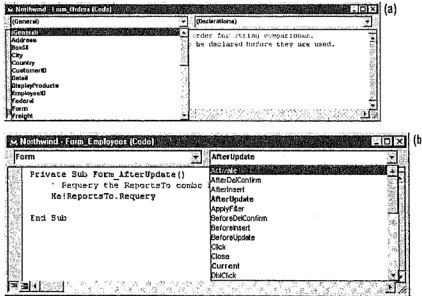 Northwind - Form_Orders (Code)
(a)
(General)
(Declarations)
(General)
Address
BoxSil
City
Country
CustomerID
Detail
DisplayProducts
EmployeeID
Federal
Form
Freight
order for string comparisons.
be declared before they are used.
Northwind - Form_Employees (Code)
(b
Form
AfterUpdate
Private Sub Form_AfterUpdate()
' Requery the ReportsTo combo
Me!ReportsTo.Requery
End Sub
Activate
AfterDelConfirm
AfterInsert
AfterUpdate
ApplyFilter
BeforeDelConfirm
BeforeInsert
BeforeUpdate
Click
Close
Current
DblClick